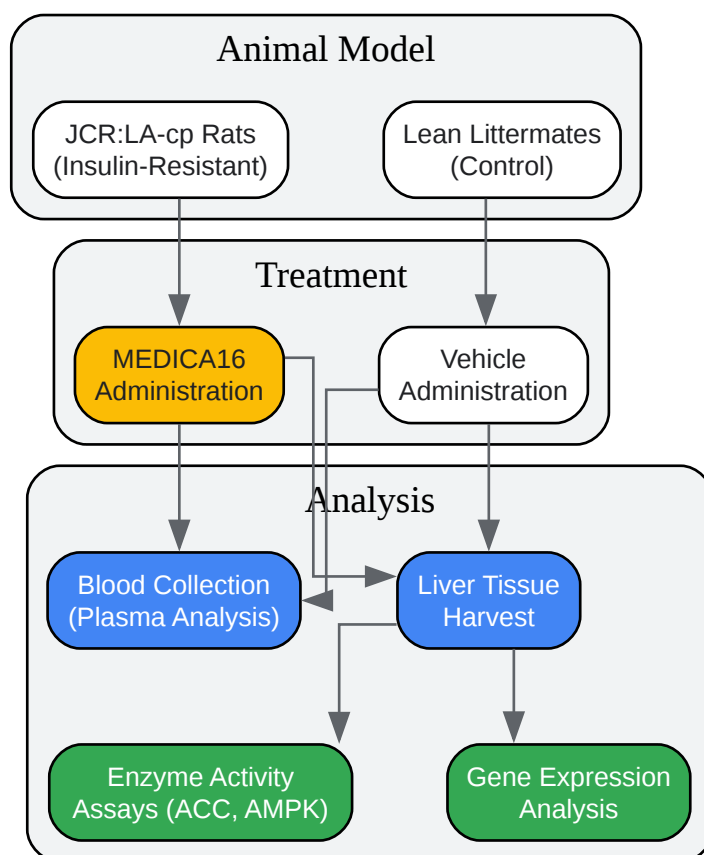 Animal Model
JCR:LA-cp Rats
(Insulin-Resistant)
Lean Littermates
(Control)
Treatment
MEDICA16
Administration
Vehicle
Administration
Analysis
Blood Collection
(Plasma Analysis)
Liver Tissue
Harvest
Enzyme Activity
Assays (ACC, AMPK)
Gene Expression
Analysis